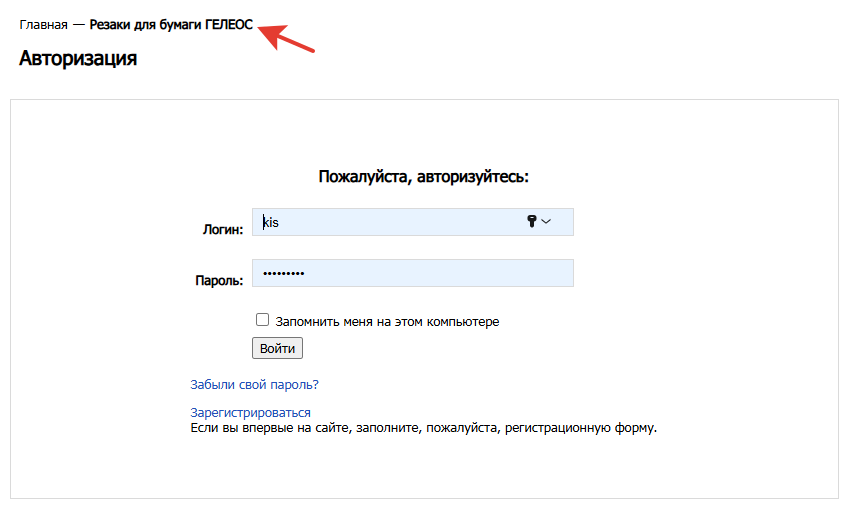 Главная — Резаки для бумаги ГЕЛЕОС
Авторизация
Пожалуйста, авторизуйтесь:
Логин: kis
Пароль: •••••••••
Запомнить меня на этом компьютере
Войти
Забыли свой пароль?
Зарегистрироваться
Если вы впервые на сайте, заполните, пожалуйста, регистрационную форму.